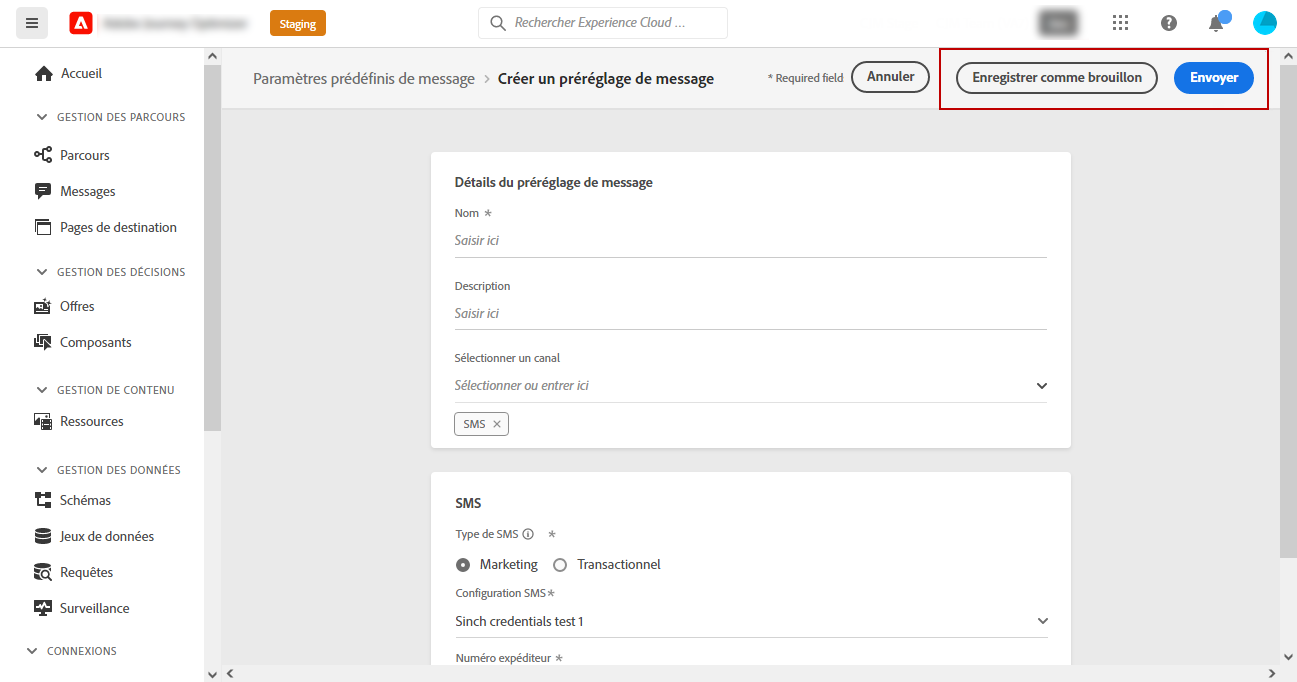 Staging
Rechercher Experience Cloud ...
Accueil
GESTION DES PARCOURS
Parcours
Messages
Pages de destination
GESTION DES DÉCISIONS
Offres
Composants
GESTION DE CONTENU
Ressources
GESTION DES DONNÉES
Schémas
Jeux de données
Requêtes
Surveillance
CONNEXIONS
Paramètres prédéfinis de message > Créer un préréglage de message
* Required field
Annuler
Enregistrer comme brouillon
Envoyer
Détails du préréglage de message
Nom *
Saisir ici
Description
Saisir ici
Sélectionner un canal
Sélectionner ou entrer ici
SMS ×
SMS
Type de SMS *
Marketing Transactionnel
Configuration SMS*
Sinch credentials test 1
Numéro expéditeur *